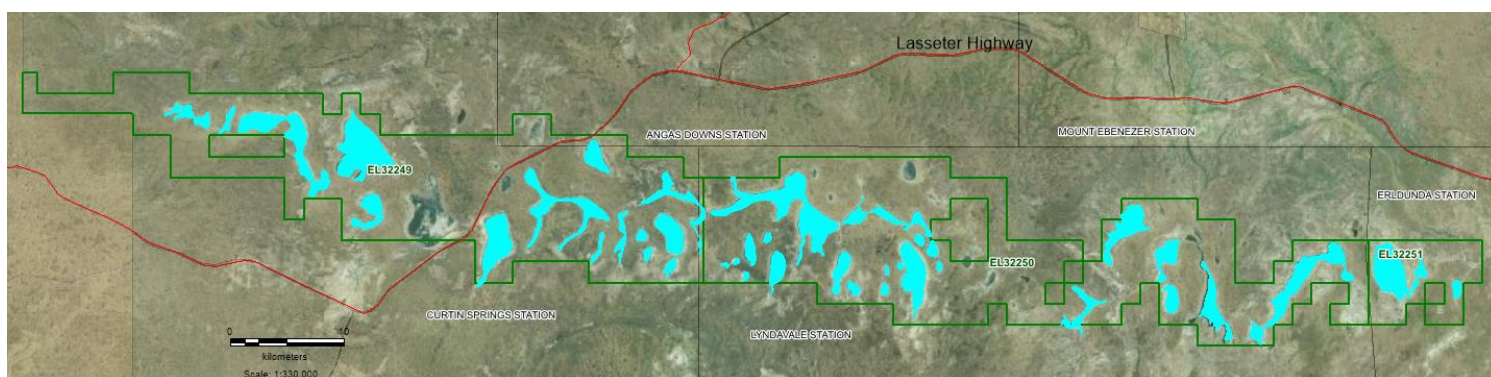 Lasseter Highway
ANGAS DOWNS STATION
MOUNT EBENEZER STATION
EL32249
ERLDUNDA STATION
EL32251
EL32250
CURTIN SPRINGS STATION
LYNDAVALE STATION
0 10
kilometers
Scale: 1:330,000